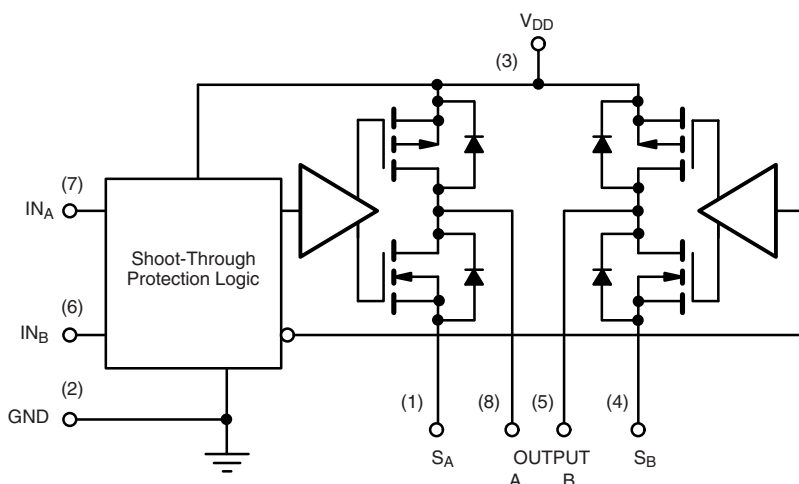 V_DD
(3)
(7)
IN_A
Shoot-Through
Protection Logic
(6)
IN_B
(2)
GND
(1)
(8)
(5)
(4)
S_A
OUTPUT
S_B
A
B